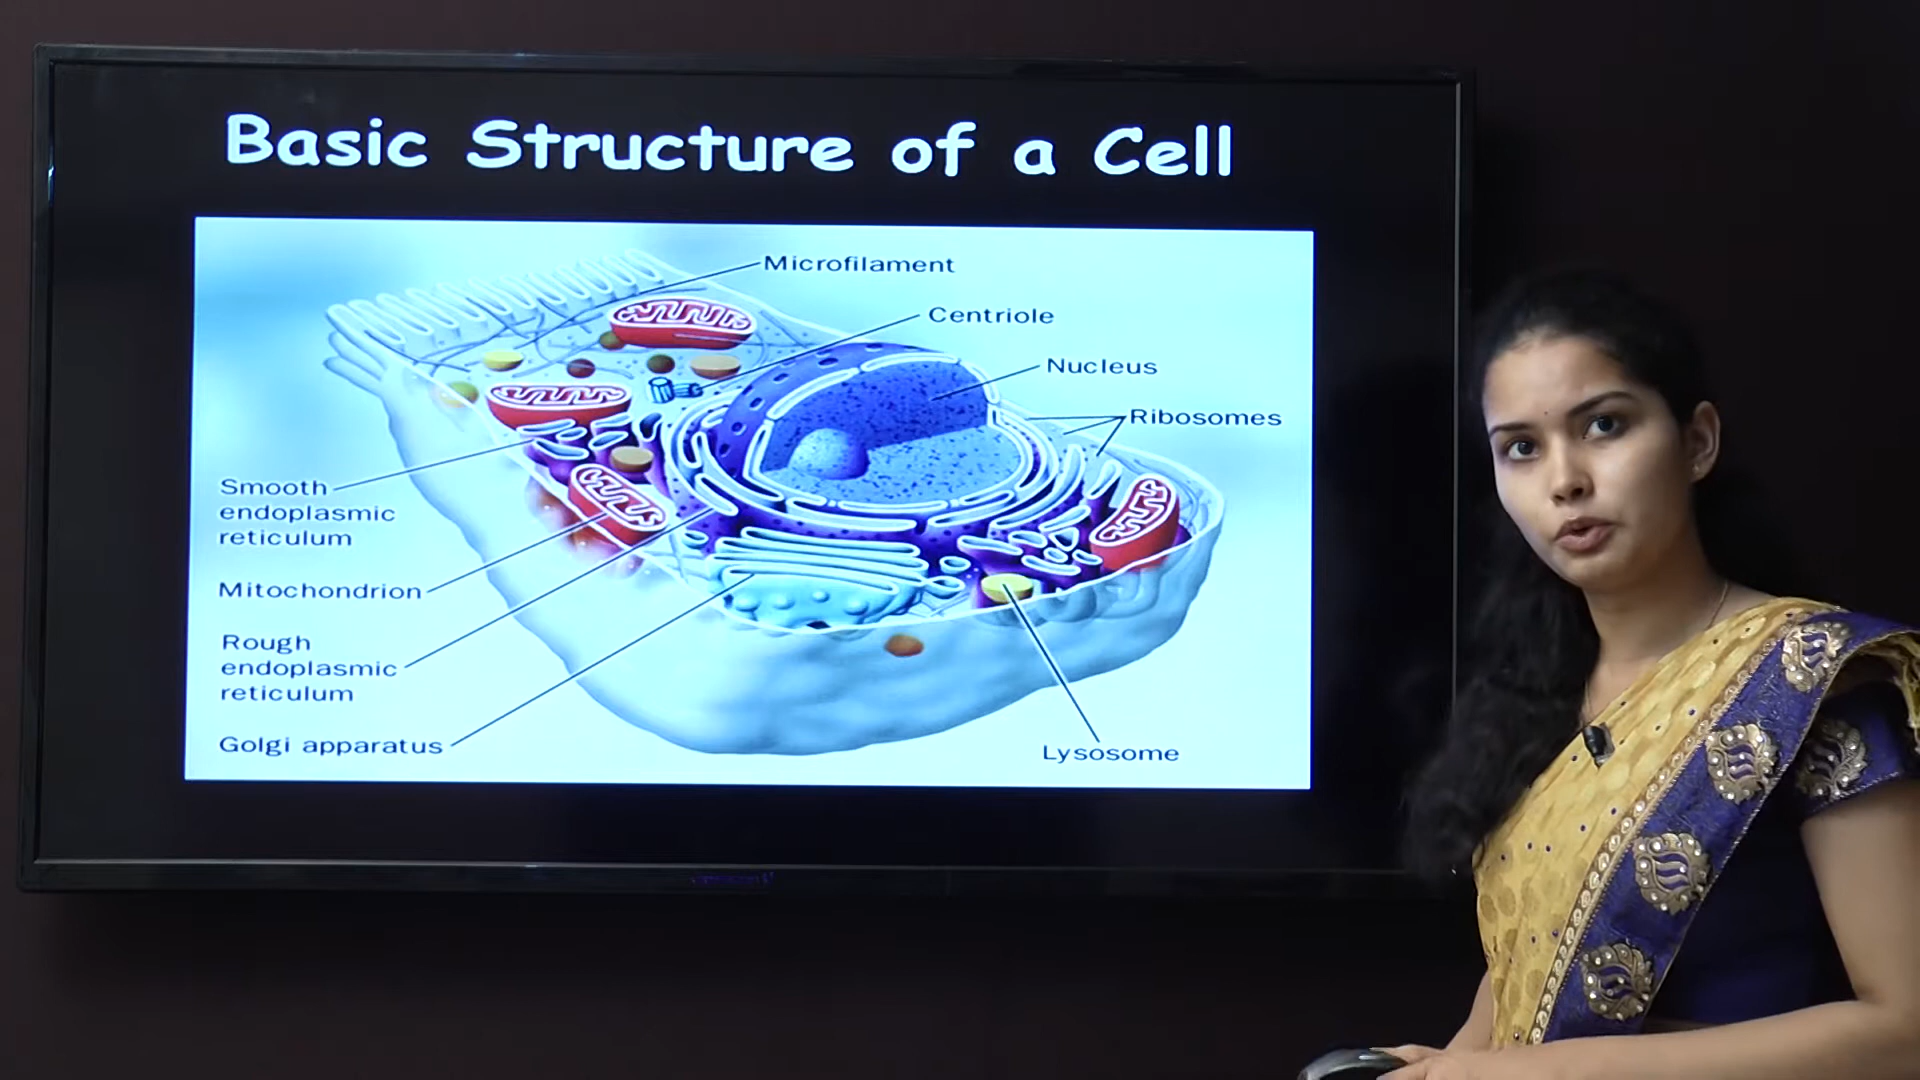 Basic Structure of a Cell
Microfilament
Centriole
Nucleus
Ribosomes
Smooth
endoplasmic
reticulum
Mitochondrion
Rough
endoplasmic
reticulum
Golgi apparatus
Lysosome